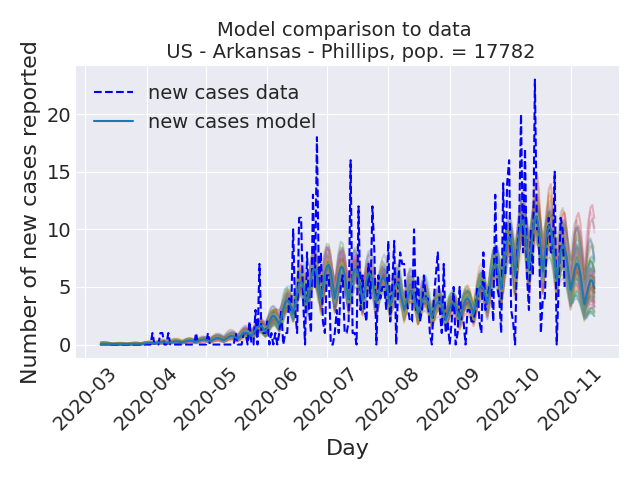 Model comparison to data
US - Arkansas - Phillips, pop. = 17782
Number of new cases reported
20
15
10
5
0
new cases data
new cases model
2020-03
2020-04
2020-05
2020-06
2020-07
2020-08
2020-09
2020-10
2020-11
Day